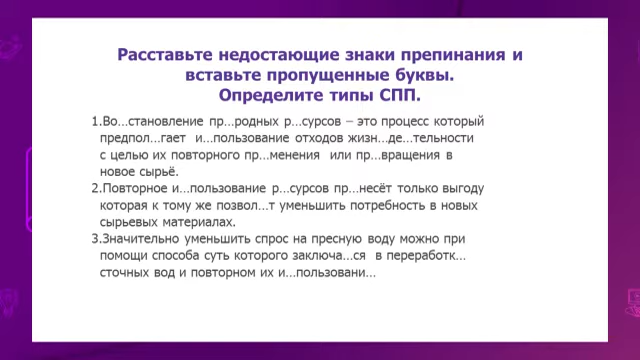 Расставьте недостающие знаки препинания и
вставьте пропущенные буквы.
Определите типы СПП.
1.Во...становление пр...родных р...сурсов – это процесс который
предпол...гает и...пользование отходов жизн...де...тельности
с целью их повторного пр...менения или пр...вращения в
новое сырьё.
2.Повторное и...пользование р...сурсов пр...несёт только выгоду
которая к тому же позвол...т уменьшить потребность в новых
сырьевых материалах.
3.Значительно уменьшить спрос на пресную воду можно при
помощи способа суть которого заключа...ся в переработк...
сточных вод и повторном их и...пользовани...